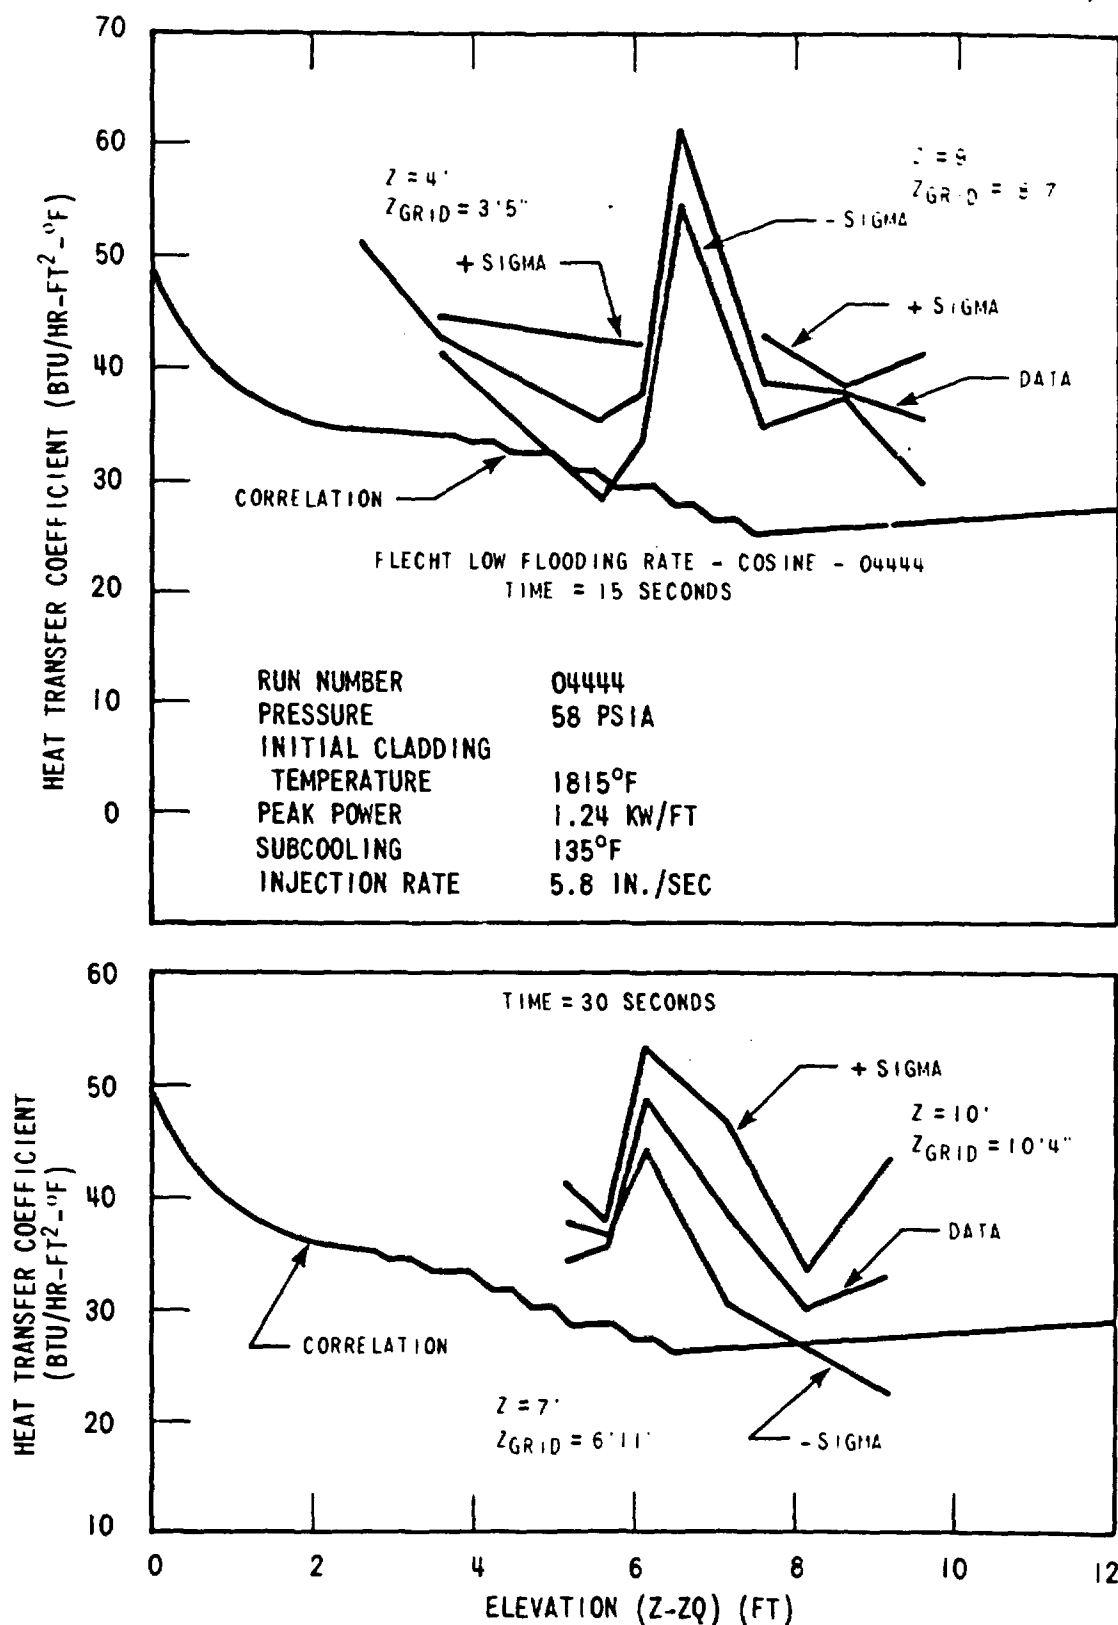 70
60
50
40
30
20
10
0
HEAT TRANSFER COEFFICIENT (BTU/HR-FT²-°F)
Z = 4'
Z_GRID = 3'5"
+ SIGMA
- SIGMA
+ SIGMA
DATA
CORRELATION
FLECHT LOW FLOODING RATE - COSINE - 04444
TIME = 15 SECONDS
RUN NUMBER 04444
PRESSURE 58 PSIA
INITIAL CLADDING
TEMPERATURE 1815°F
PEAK POWER 1.24 KW/FT
SUBCOOLING 135°F
INJECTION RATE 5.8 IN./SEC
60
50
40
30
20
10
HEAT TRANSFER COEFFICIENT
(BTU/HR-FT²-°F)
TIME = 30 SECONDS
+ SIGMA
Z = 10'
Z_GRID = 10'4"
DATA
CORRELATION
Z = 7'
Z_GRID = 6'11'
- SIGMA
0 2 4 6 8 10 12
ELEVATION (Z-ZQ) (FT)